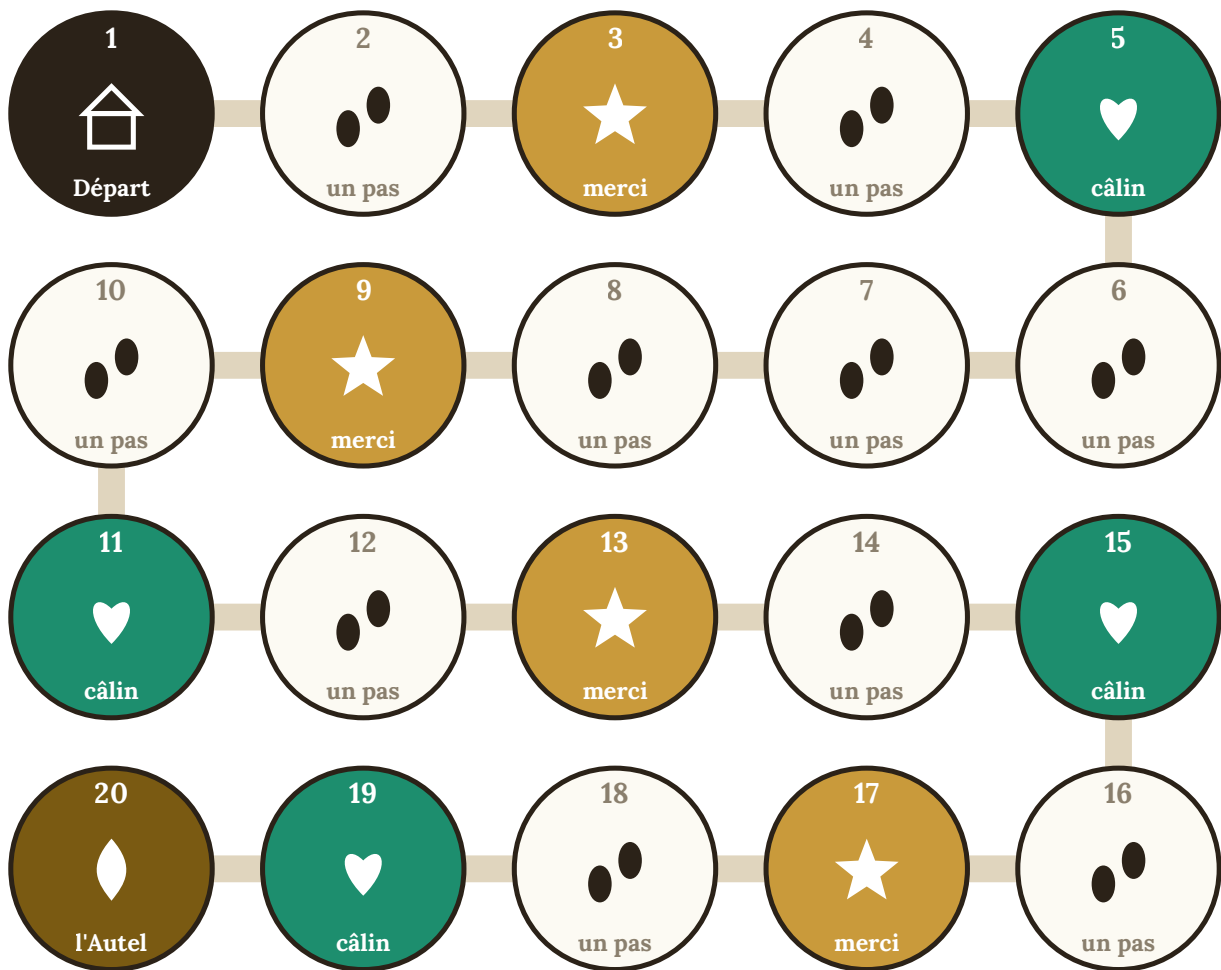 1 2 3 4 5
Départ un pas merci un pas câlin
10 9 8 7 6
un pas merci un pas un pas un pas
11 12 13 14 15
câlin un pas merci un pas câlin
20 19 18 17 16
l'Autel câlin un pas merci un pas